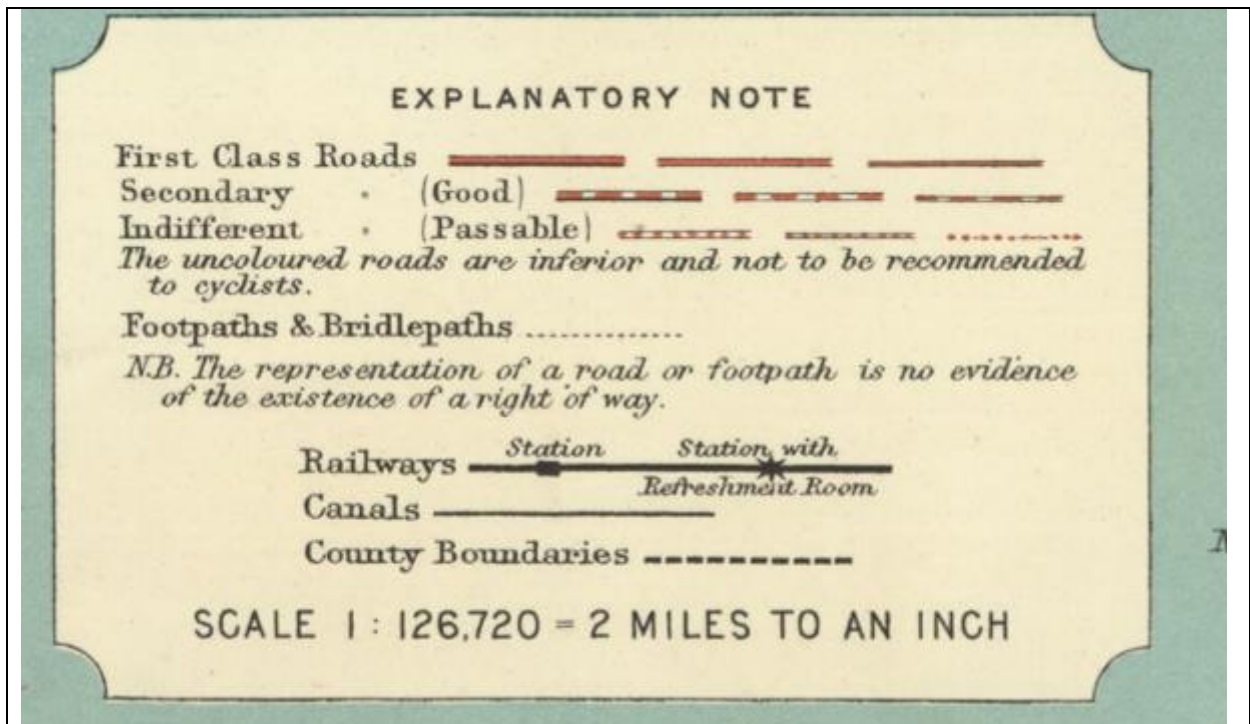 EXPLANATORY NOTE
First Class Roads
Secondary · (Good)
Indifferent · (Passable)
The uncoloured roads are inferior and not to be recommended
to cyclists.
Footpaths & Bridlepaths
N.B. The representation of a road or footpath is no evidence
of the existence of a right of way.
Station Station with
Railways
Refreshment Room
Canals
County Boundaries
SCALE 1 : 126,720 = 2 MILES TO AN INCH